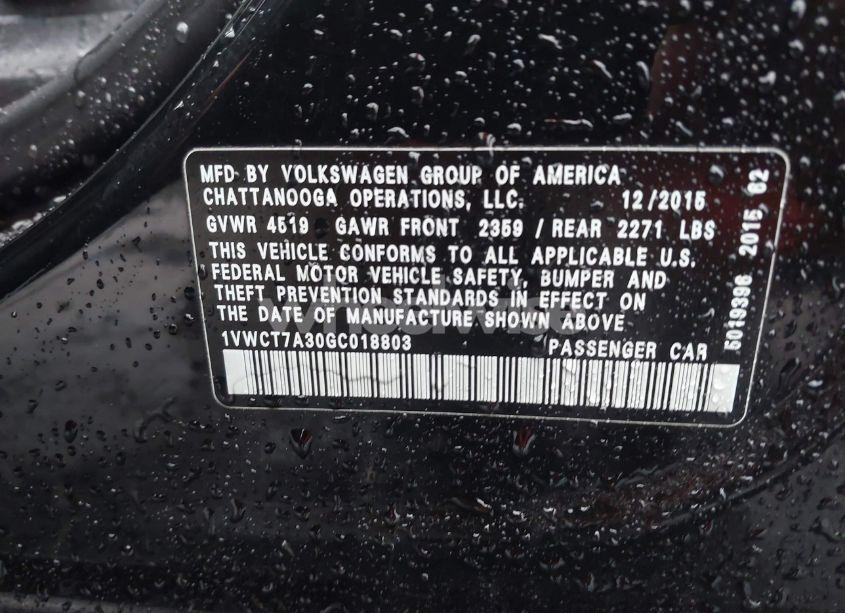 MFD BY VOLKSWAGEN GROUP OF AMERICA
CHATTANOOGA OPERATIONS, LLC. 12/2015
GVWR 4519 GAWR FRONT 2359 / REAR 2271 LBS
THIS VEHICLE CONFORMS TO ALL APPLICABLE U.S.
FEDERAL MOTOR VEHICLE SAFETY, BUMPER AND
THEFT PREVENTION STANDARDS IN EFFECT ON
THE DATE OF MANUFACTURE SHOWN ABOVE
1VWCT7A30GC018803 PASSENGER CAR
5019396 2015 62